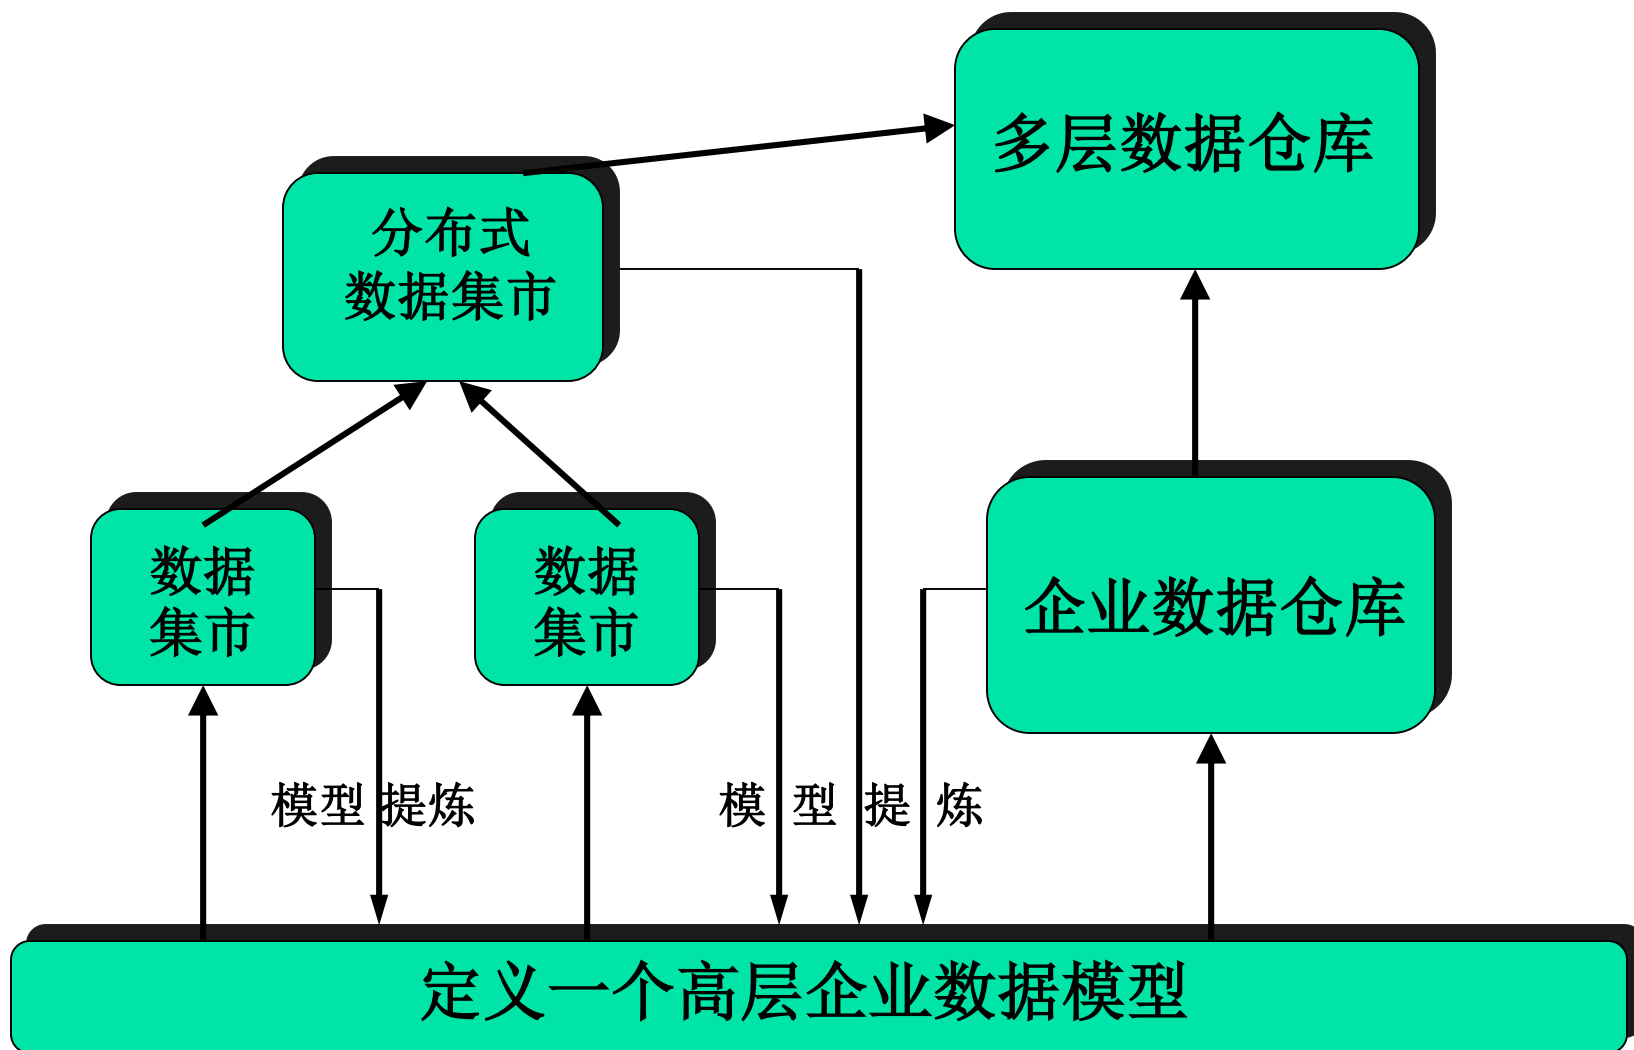 多层数据仓库
分布式
数据集市
数据
集市
数据
集市
企业数据仓库
模型提炼
模型提炼
定义一个高层企业数据模型